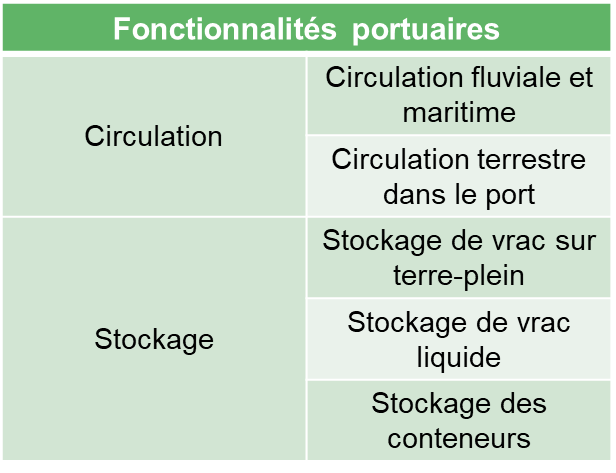 Fonctionnalités portuaires
Circulation
Circulation fluviale et
maritime
Circulation terrestre
dans le port
Stockage
Stockage de vrac sur
terre-plein
Stockage de vrac
liquide
Stockage des
conteneurs